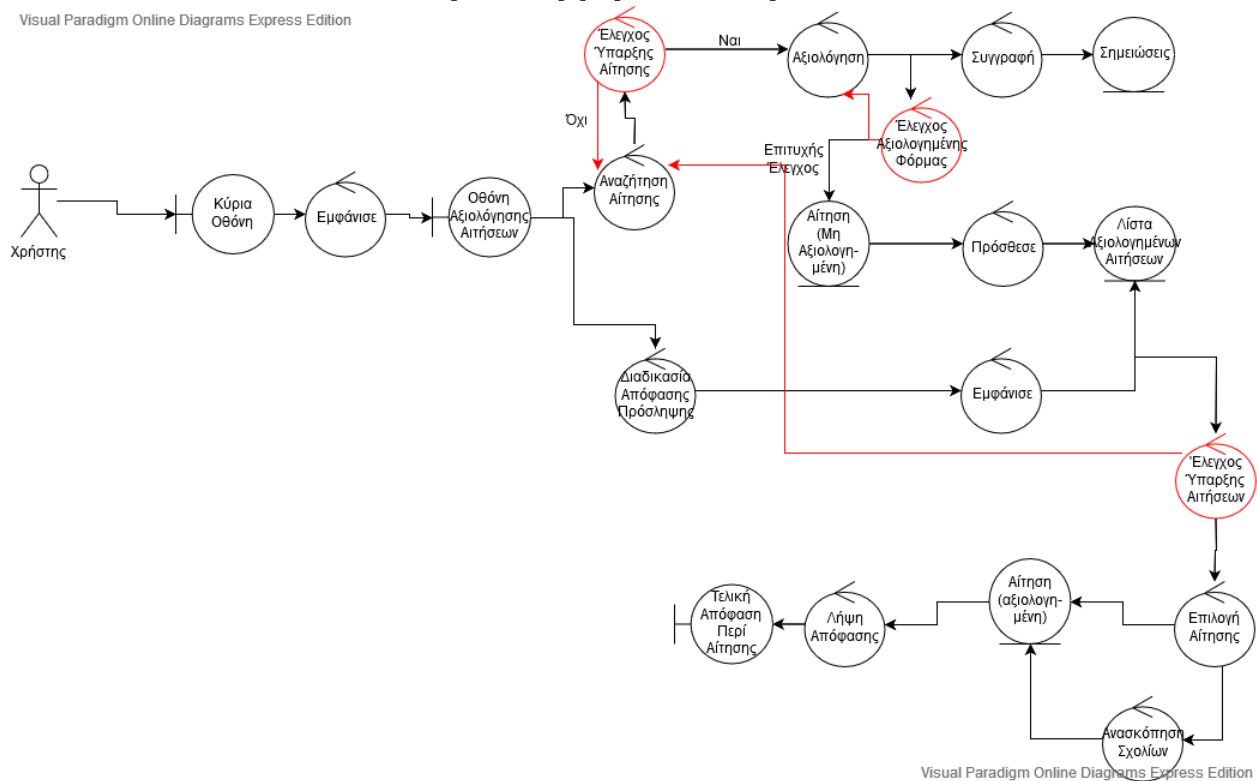 Visual Paradigm Online Diagrams Express Edition
Έλεγχος
Ύπαρξης
Αίτησης
Ναι
Αξιολόγηση
Συγγραφή
Σημειώσεις
Όχι
Έλεγχος
Αξιολογημένης
Φόρμας
Επιτυχής
Έλεγχος
Αναζήτηση
Αίτησης
Χρήστης
Κύρια
Οθόνη
Εμφάνισε
Οθόνη
Αξιολόγησης
Αιτήσεων
Αίτηση
(Μη
Αξιολογη-
μένη)
Πρόσθεσε
Λίστα
Αξιολογημένων
Αιτήσεων
Διαδικασία
Απόφασης
Πρόσληψης
Εμφάνισε
Έλεγχος
Ύπαρξης
Αιτήσεων
Τελική
Απόφαση
Περί
Αίτησης
Λήψη
Απόφασης
Αίτηση
(αξιολογη-
μένη)
Επιλογή
Αίτησης
Ανασκόπηση
Σχολίων
Visual Paradigm Online Diagrams Express Edition